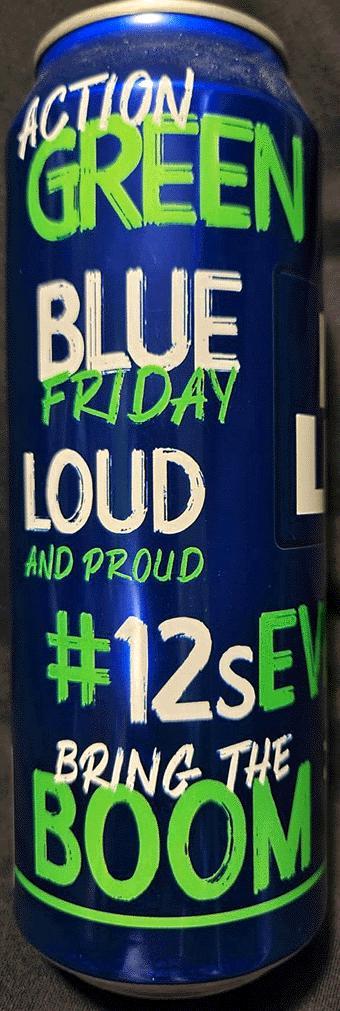 ACTION
GREEN
BLUE
FRIDAY
LOUD
AND PROUD
#12sEV
BRING THE
BOOM